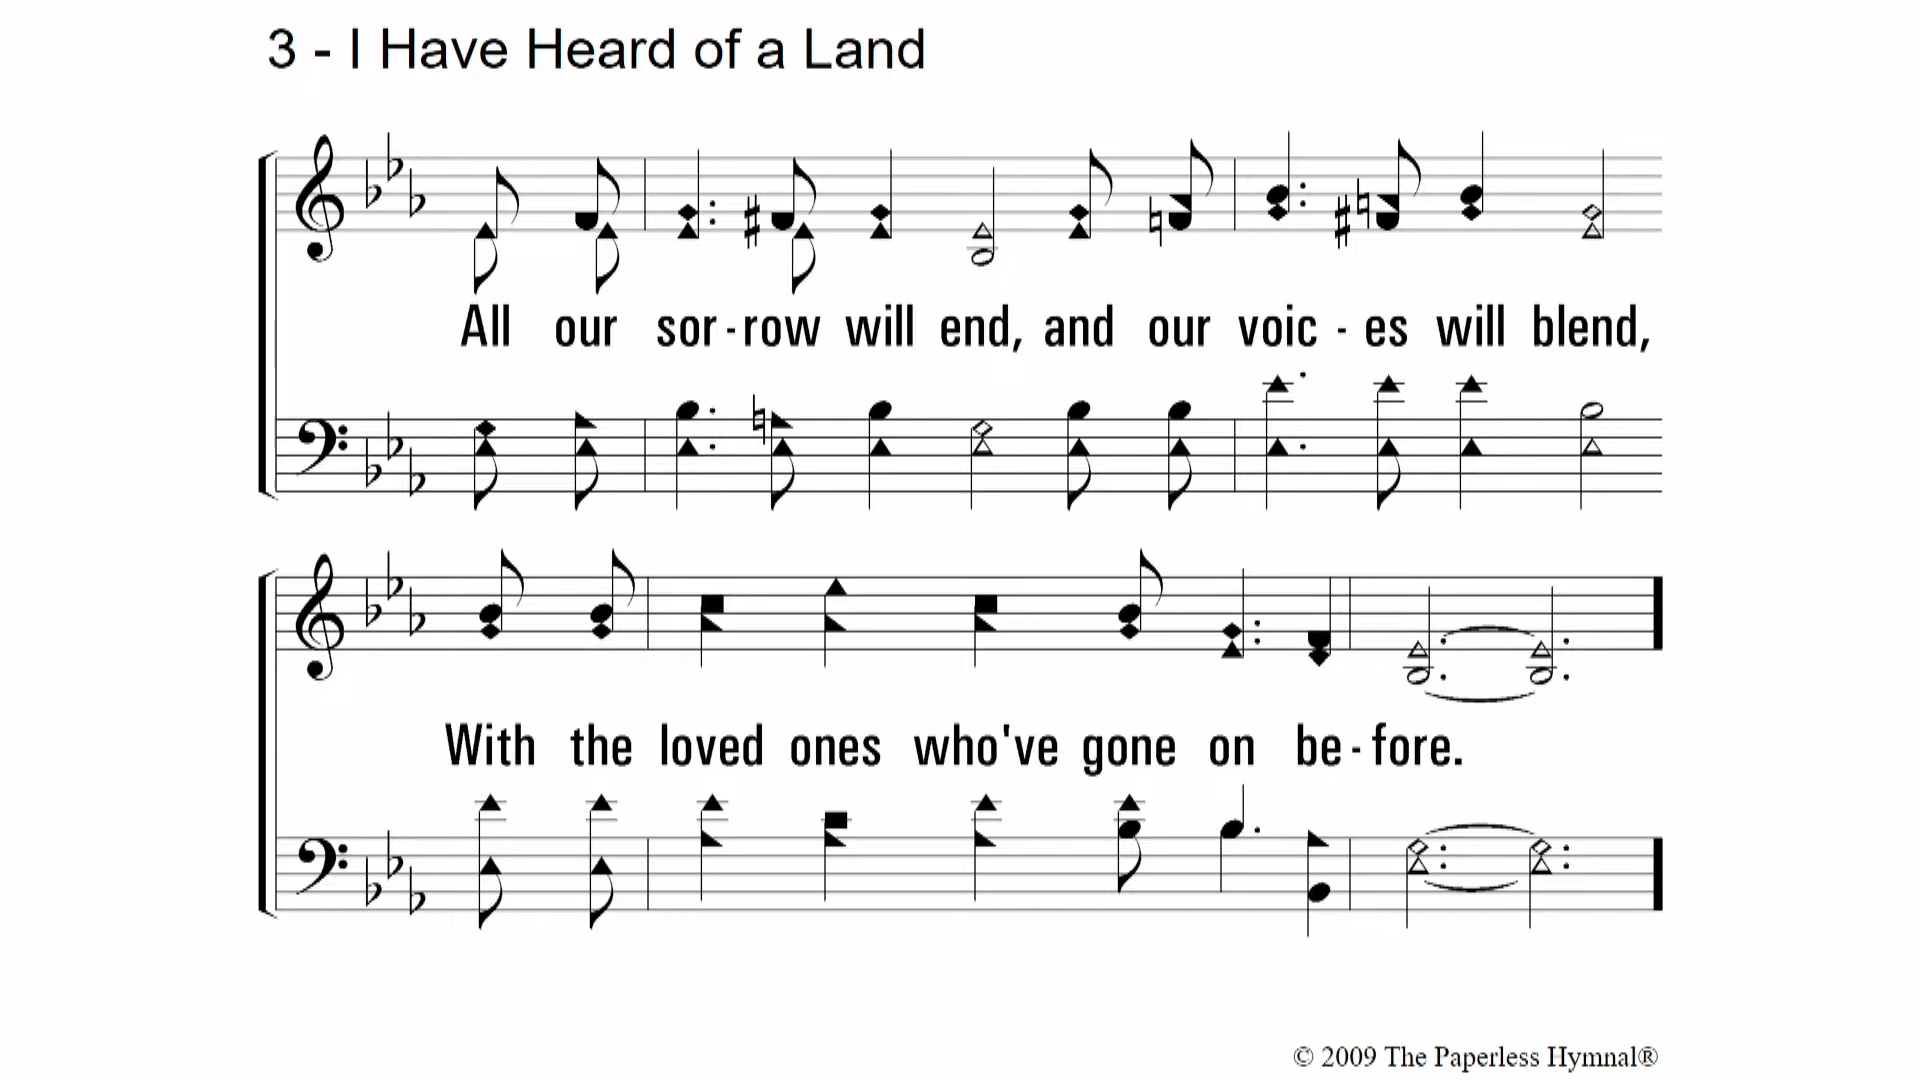 3 - I Have Heard of a Land
All our sor-row will end, and our voic - es will blend,
With the loved ones who've gone on be-fore.
© 2009 The Paperless Hymnal®